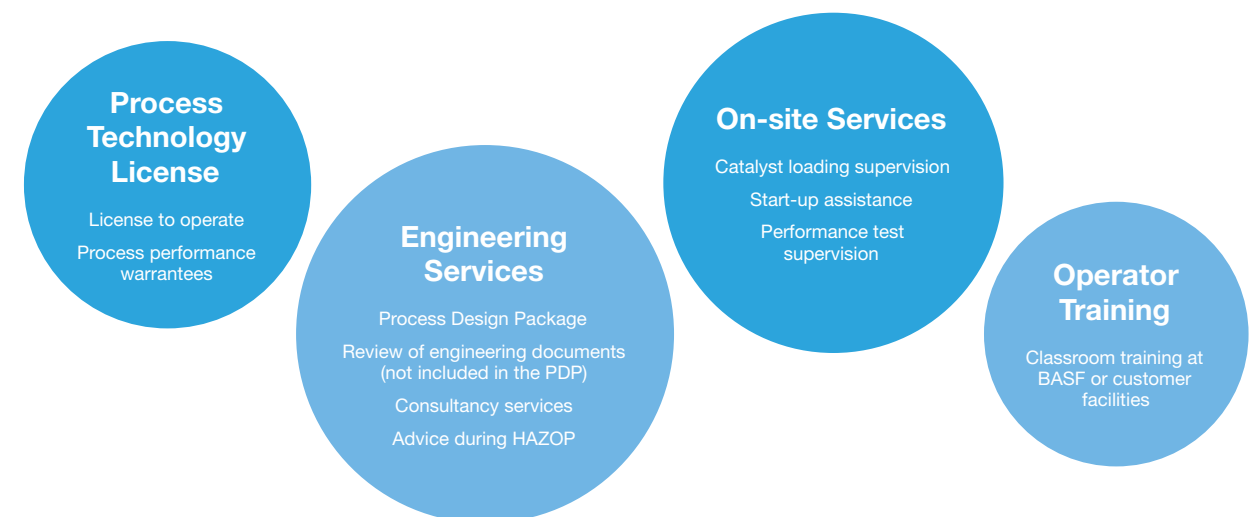 Process
Technology
License
License to operate
Process performance
warrantees
Engineering
Services
Process Design Package
Review of engineering documents
(not included in the PDP)
Consultancy services
Advice during HAZOP
On-site Services
Catalyst loading supervision
Start-up assistance
Performance test
supervision
Operator
Training
Classroom training at
BASF or customer
facilities